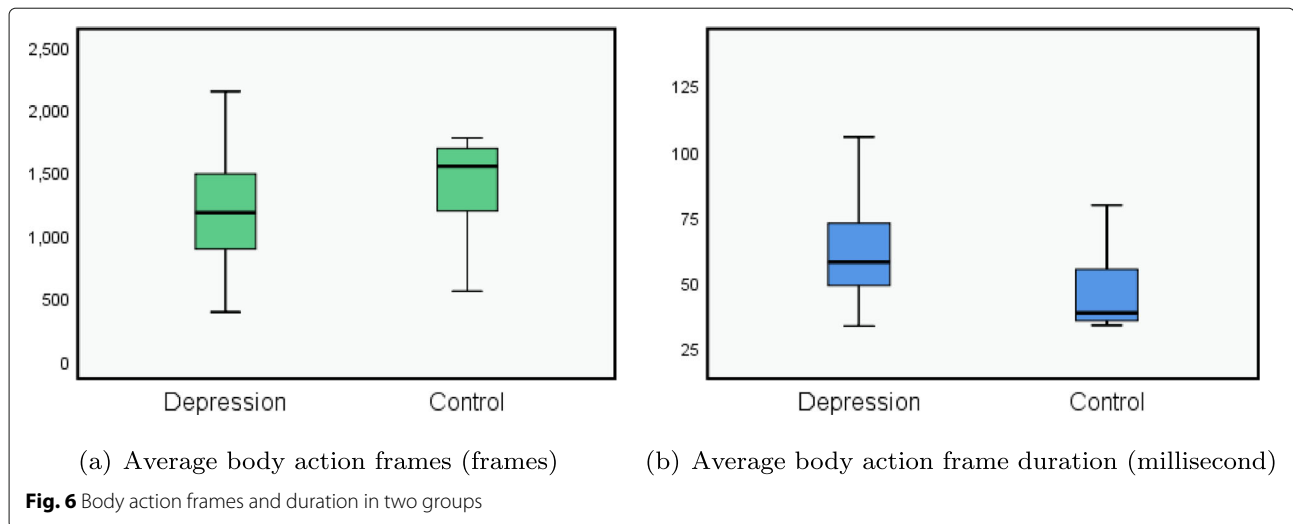 2,500
2,000
1,500
1,000
500
0
Depression Control
(a) Average body action frames (frames)
125
100
75
50
25
Depression Control
(b) Average body action frame duration (millisecond)
Fig. 6 Body action frames and duration in two groups